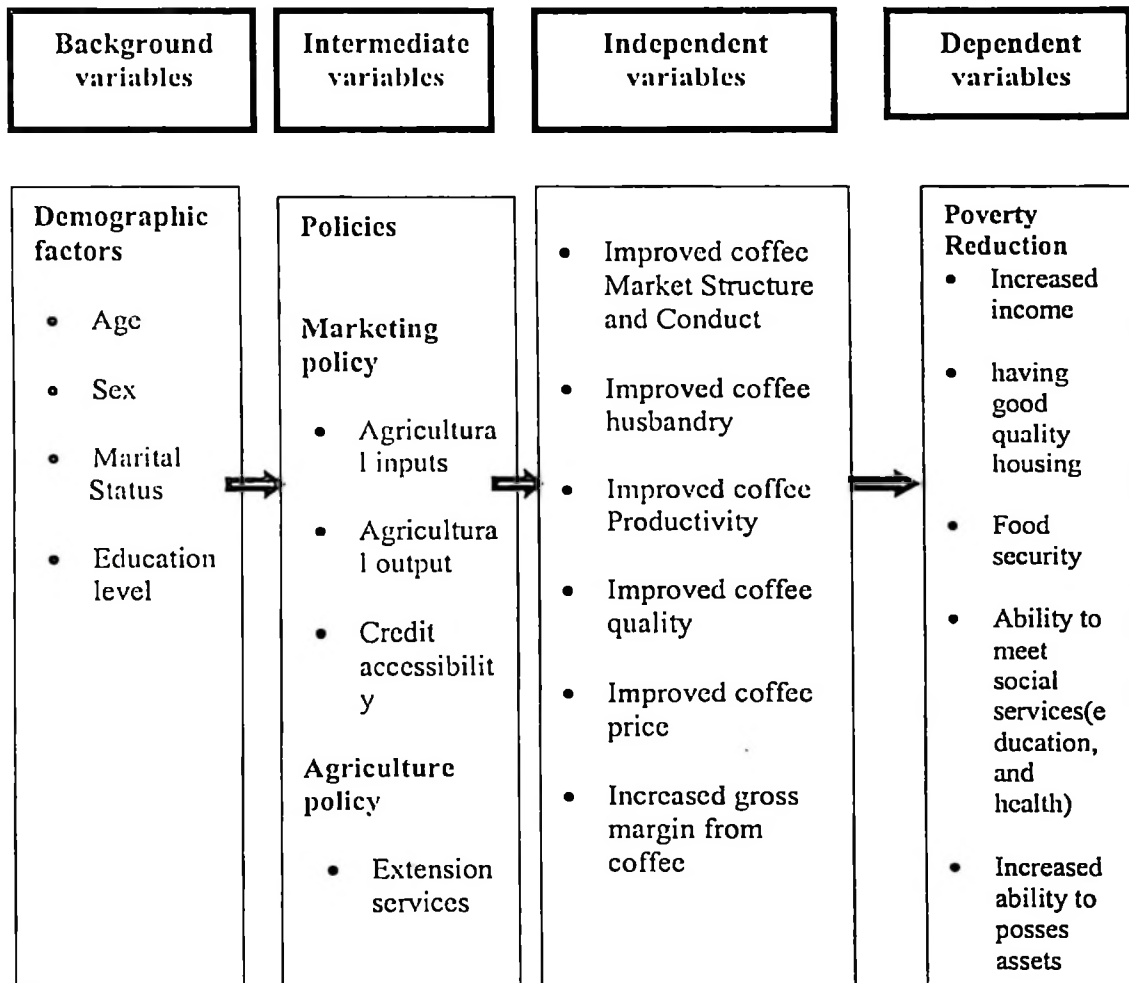 Background
variables
Intermediate
variables
Independent
variables
Dependent
variables
Demographic
factors
• Age
• Sex
• Marital
Status
• Education
level
Policies
Marketing
policy
• Agricultura
l inputs
• Agricultura
l output
• Credit
accessibilit
y
Agriculture
policy
• Extension
services
• Improved coffee
Market Structure
and Conduct
• Improved coffee
husbandry
• Improved coffee
Productivity
• Improved coffee
quality
• Improved coffee
price
• Increased gross
margin from
coffee
Poverty
Reduction
• Increased
income
• having
good
quality
housing
• Food
security
• Ability to
meet
social
services(e
ducation,
and
health)
• Increased
ability to
posses
assets